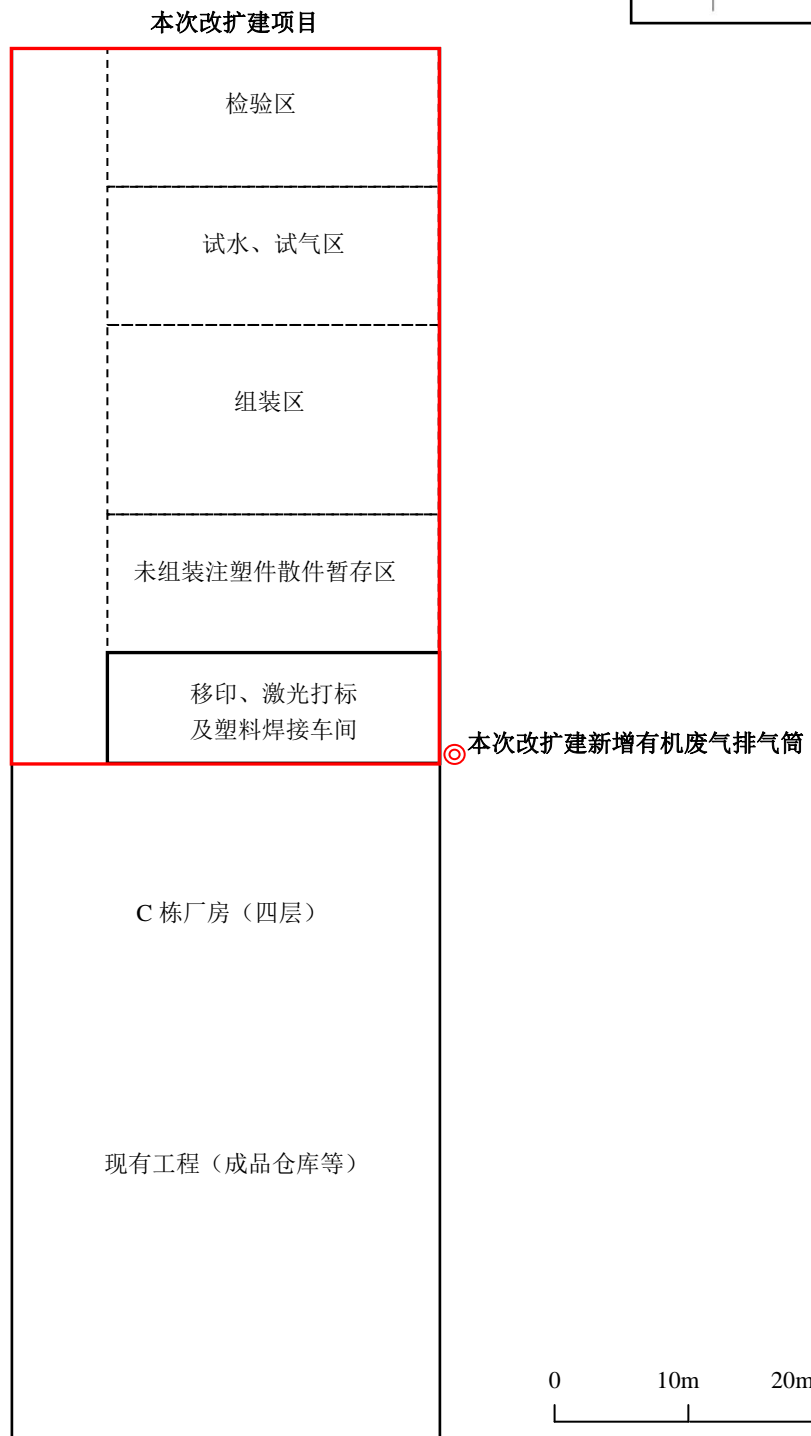 本次改扩建项目
检验区
试水、试气区
组装区
未组装注塑件散件暂存区
移印、激光打标
及塑料焊接车间
本次改扩建新增有机废气排气筒
C 栋厂房（四层）
现有工程（成品仓库等）
0 10m 20m